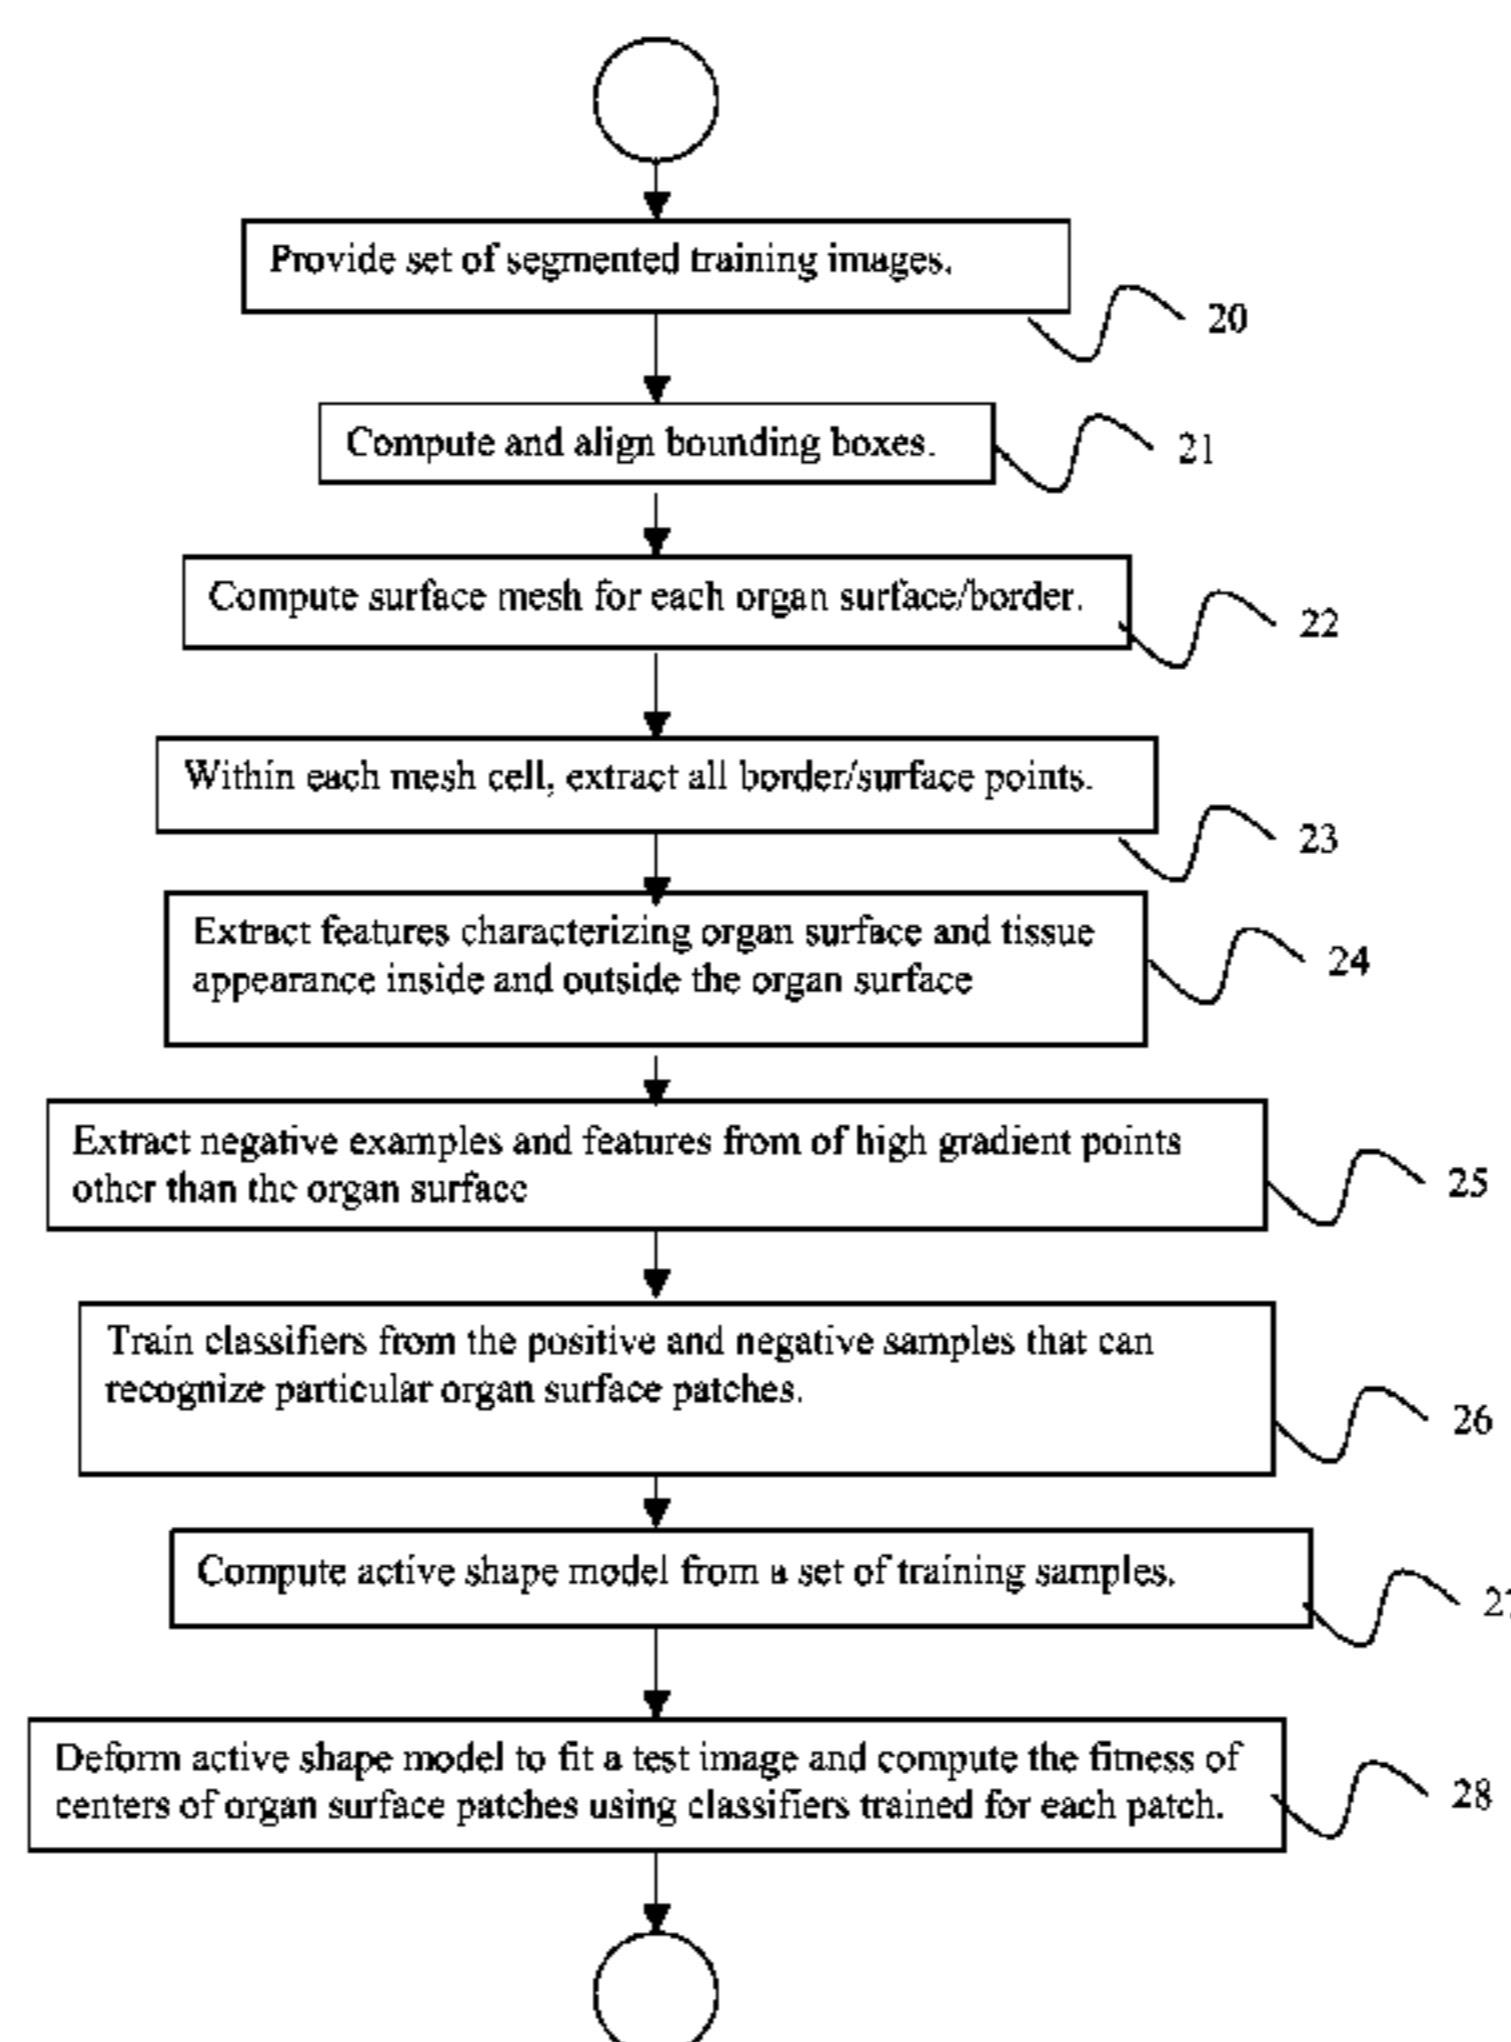 Provide set of segmented training images.
20
Compute and align bounding boxes.
21
Compute surface mesh for each organ surface/border.
22
Within each mesh cell, extract all border/surface points.
23
Extract features characterizing organ surface and tissue
appearance inside and outside the organ surface
24
Extract negative examples and features from of high gradient points
other than the organ surface
25
Train classifiers from the positive and negative samples that can
recognize particular organ surface patches.
26
Compute active shape model from a set of training samples.
Deform active shape model to fit a test image and compute the fitness of
centers of organ surface patches using classifiers trained for each patch.
28